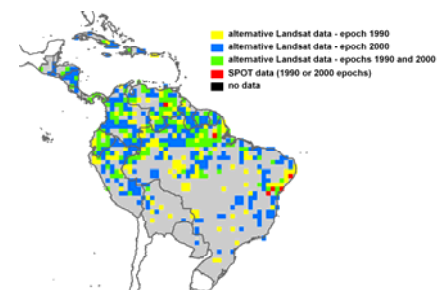 alternative Landsat data - epoch 1990
alternative Landsat data - epoch 2000
alternative Landsat data - epochs 1990 and 2000
SPOT data (1990 or 2000 epochs)
no data